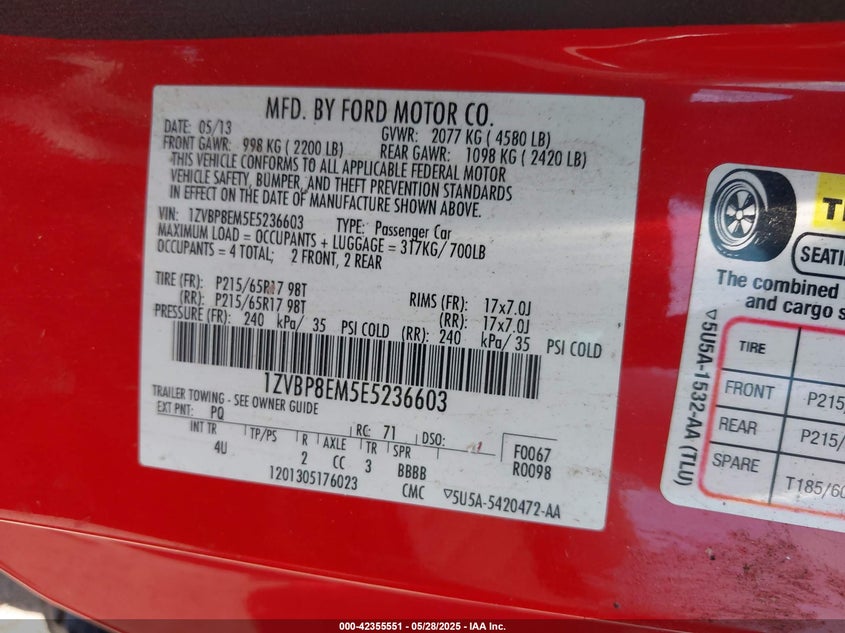 MFD. BY FORD MOTOR CO.
DATE: 05/13 GVWR: 2077 KG ( 4580 LB)
FRONT GAWR: 998 KG ( 2200 LB) REAR GAWR: 1098 KG ( 2420 LB)
THIS VEHICLE CONFORMS TO ALL APPLICABLE FEDERAL MOTOR
VEHICLE SAFETY, BUMPER, AND THEFT PREVENTION STANDARDS
IN EFFECT ON THE DATE OF MANUFACTURE SHOWN ABOVE.
VIN: 1ZVBP8EM5E5236603 TYPE: Passenger Car
MAXIMUM LOAD = OCCUPANTS + LUGGAGE = 317KG/ 700LB
OCCUPANTS = 4 TOTAL; 2 FRONT, 2 REAR
TIRE (FR): P215/65R17 98T RIMS (FR): 17x7.0J
(RR): P215/65R17 98T (RR): 17x7.0J
PRESSURE (FR): 240 kPa/ 35 PSI COLD (RR): 240 kPa/ 35 PSI COLD
1ZVBP8EM5E5236603
TRAILER TOWING - SEE OWNER GUIDE
EXT PNT: PQ RC: 71 DSO: F0067
INT TR TP/PS R AXLE TR SPR R0098
4U 2 CC 3 BBBB
1201305176023 CMC ▽5U5A-5420472-AA
SEATI
The combined
and cargo s
▽5U5A-1532-AA (TLU)
TIRE
FRONT P215/
REAR P215/
SPARE T185/60
000-42355551 — 05/28/2025 — IAA Inc.